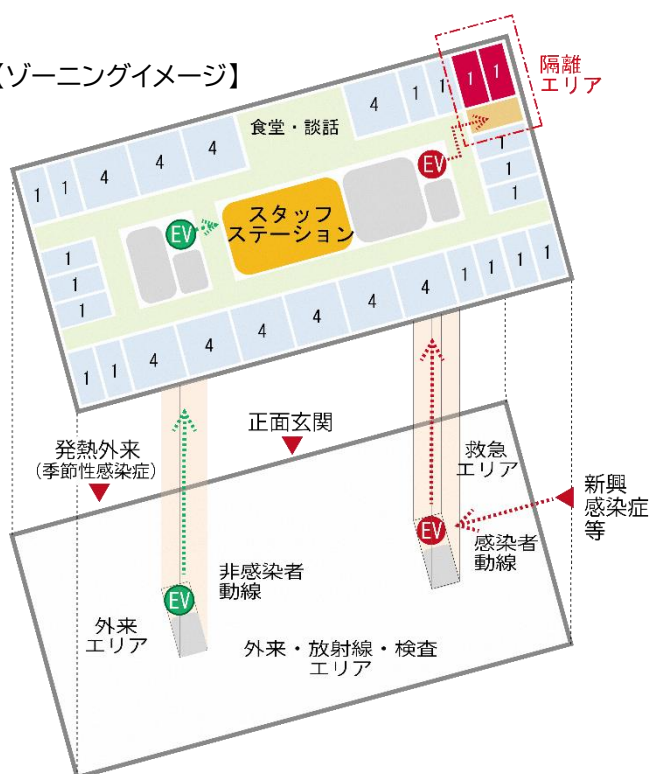 【ゾーニングイメージ】
隔離
エリア
1 1
4 1 1
食堂・談話
1 1 4 4 4
EV
1
1
1
スタッフ
ステーション
EV
1
1
1
1 1 4 4 4 4 4 4 1 1 1 1
発熱外来
(季節性感染症)
正面玄関
救急
エリア
新興
感染症
等
EV
感染者
動線
非感染者
動線
EV
外来
エリア
外来・放射線・検査
エリア